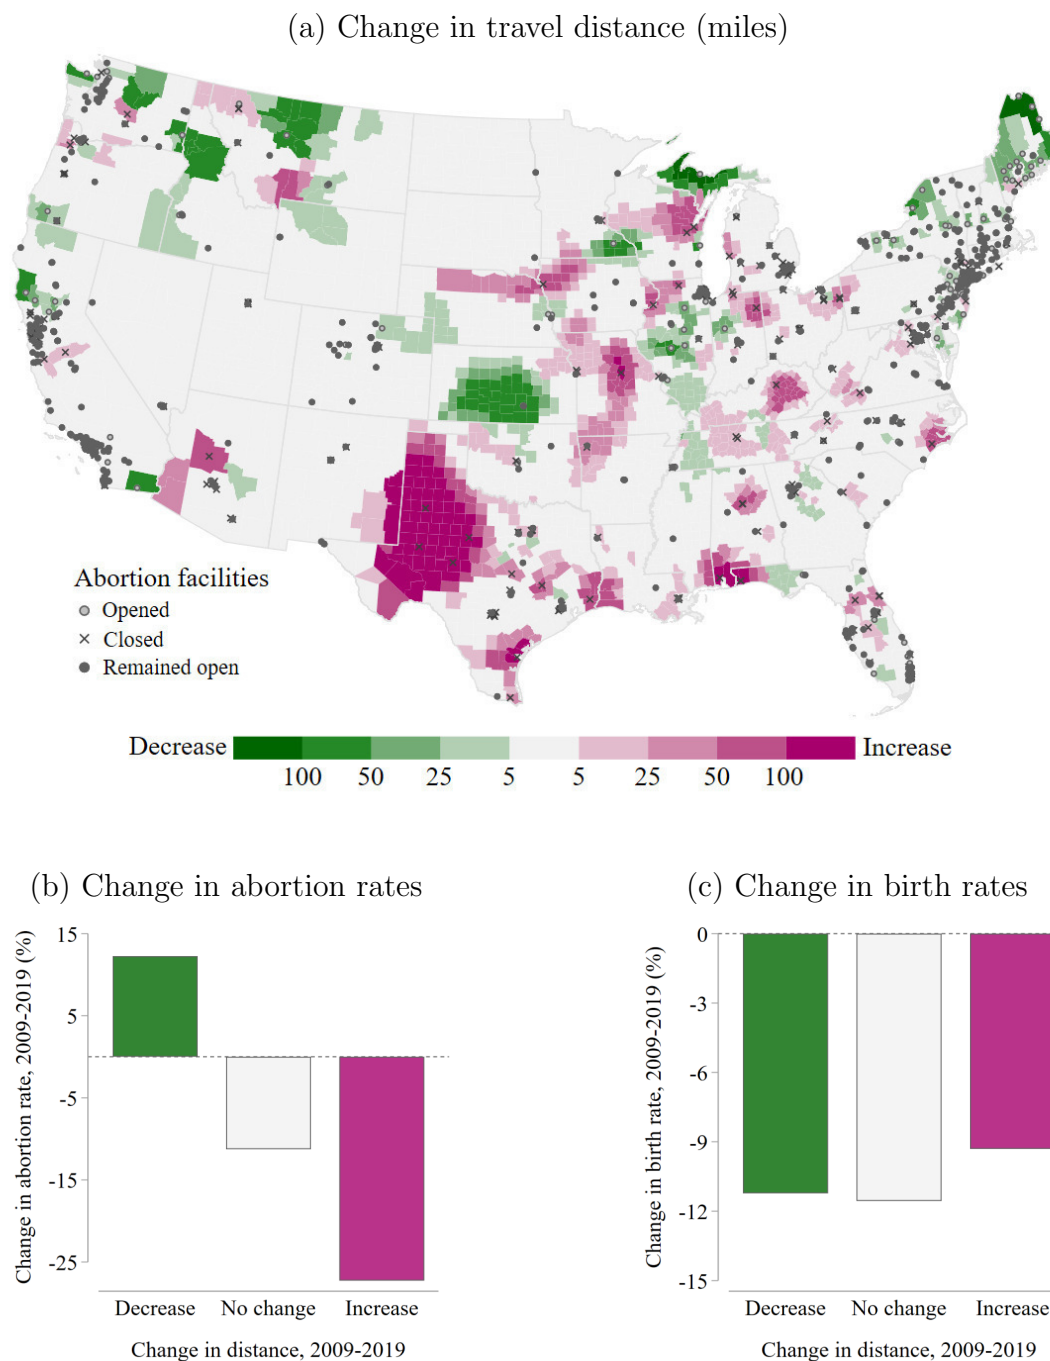 (a) Change in travel distance (miles)
Abortion facilities
Opened
Closed
Remained open
Decrease
Increase
100 50 25 5 5 25 50 100
(b) Change in abortion rates
Change in abortion rate, 2009-2019 (%)
15
5
-5
-15
-25
Decrease No change Increase
Change in distance, 2009-2019
(c) Change in birth rates
Change in birth rate, 2009-2019 (%)
0
-3
-6
-9
-12
-15
Decrease No change Increase
Change in distance, 2009-2019